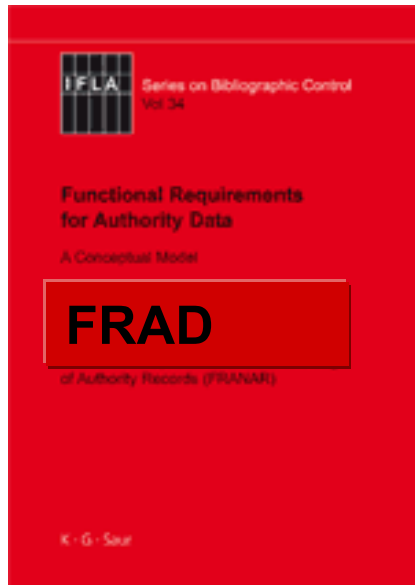 IFLA
Series on Bibliographic Control
Vol 34
Functional Requirements
for Authority Data
A Conceptual Model
FRAD
of Authority Records (FRANAR)
K · G · Saur